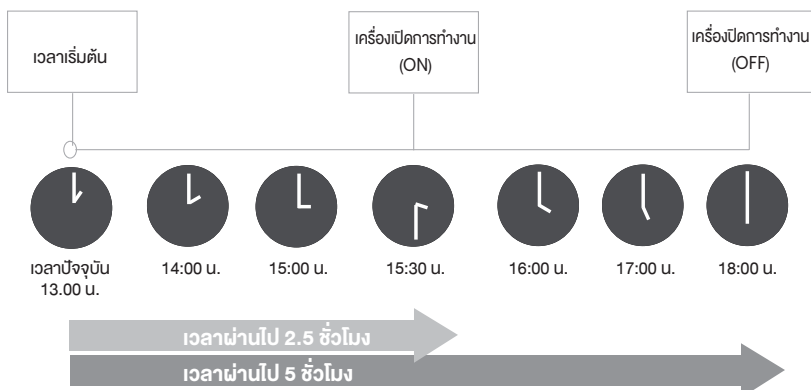 เวลาเริ่มต้น
เครื่องเปิดการทำงาน
(ON)
เครื่องปิดการทำงาน
(OFF)
เวลาปัจจุบัน
13.00 น.
14:00 น.
15:00 น.
15:30 น.
16:00 น.
17:00 น.
18:00 น.
เวลาผ่านไป 2.5 ชั่วโมง
เวลาผ่านไป 5 ชั่วโมง